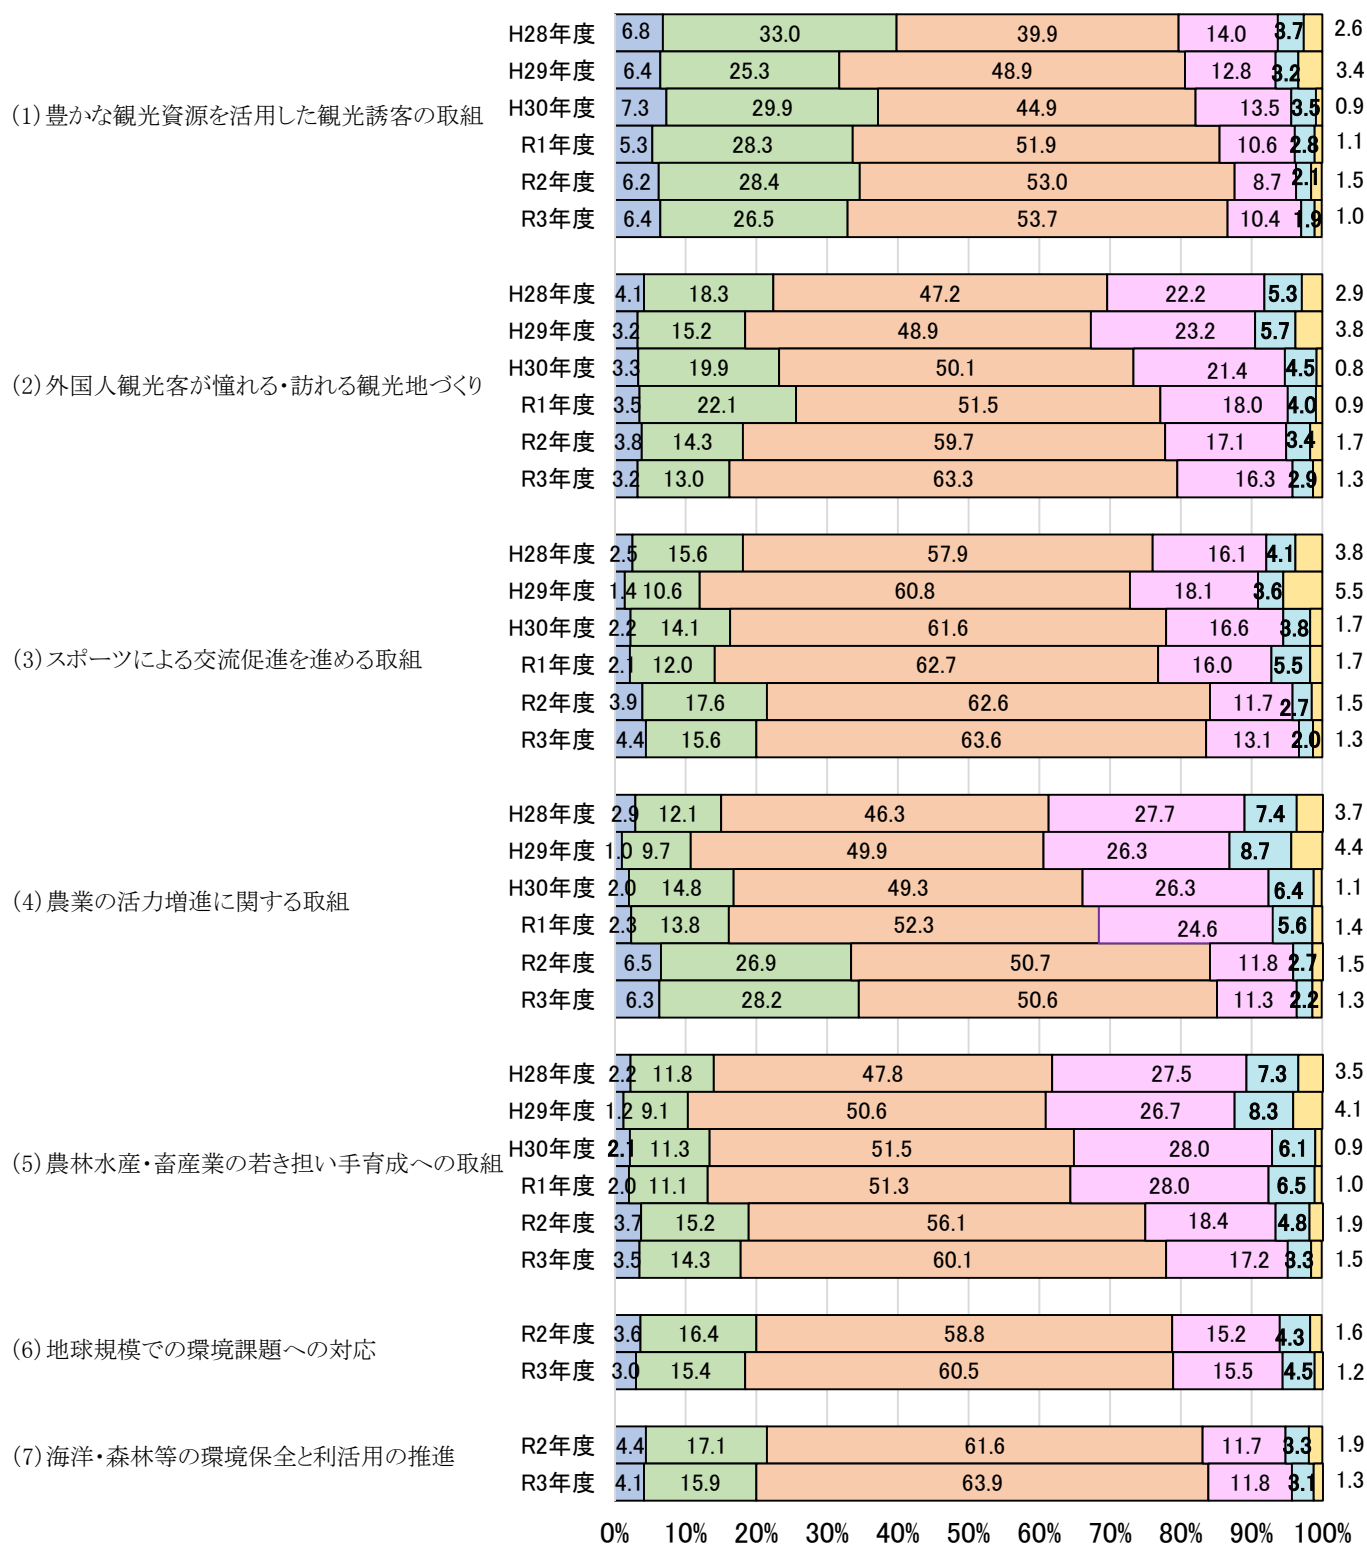 H28年度 6.8 33.0 39.9 14.0 3.7 2.6
H29年度 6.4 25.3 48.9 12.8 3.2 3.4
(1)豊かな観光資源を活用した観光誘客の取組
H30年度 7.3 29.9 44.9 13.5 3.5 0.9
R1年度 5.3 28.3 51.9 10.6 2.8 1.1
R2年度 6.2 28.4 53.0 8.7 2.1 1.5
R3年度 6.4 26.5 53.7 10.4 1.9 1.0
H28年度 4.1 18.3 47.2 22.2 5.3 2.9
H29年度 3.2 15.2 48.9 23.2 5.7 3.8
(2)外国人観光客が憧れる・訪れる観光地づくり
H30年度 3.3 19.9 50.1 21.4 4.5 0.8
R1年度 3.5 22.1 51.5 18.0 4.0 0.9
R2年度 3.8 14.3 59.7 17.1 3.4 1.7
R3年度 3.2 13.0 63.3 16.3 2.9 1.3
H28年度 2.5 15.6 57.9 16.1 4.1 3.8
H29年度 1.4 10.6 60.8 18.1 3.6 5.5
(3)スポーツによる交流促進を進める取組
H30年度 2.2 14.1 61.6 16.6 3.8 1.7
R1年度 2.1 12.0 62.7 16.0 5.5 1.7
R2年度 3.9 17.6 62.6 11.7 2.7 1.5
R3年度 4.4 15.6 63.6 13.1 2.0 1.3
H28年度 2.9 12.1 46.3 27.7 7.4 3.7
H29年度 1.0 9.7 49.9 26.3 8.7 4.4
(4)農業の活力増進に関する取組
H30年度 2.0 14.8 49.3 26.3 6.4 1.1
R1年度 2.3 13.8 52.3 24.6 5.6 1.4
R2年度 6.5 26.9 50.7 11.8 2.7 1.5
R3年度 6.3 28.2 50.6 11.3 2.2 1.3
H28年度 2.2 11.8 47.8 27.5 7.3 3.5
H29年度 1.2 9.1 50.6 26.7 8.3 4.1
(5)農林水産・畜産業の若き担い手育成への取組
H30年度 2.1 11.3 51.5 28.0 6.1 0.9
R1年度 2.0 11.1 51.3 28.0 6.5 1.0
R2年度 3.7 15.2 56.1 18.4 4.8 1.9
R3年度 3.5 14.3 60.1 17.2 3.3 1.5
(6)地球規模での環境課題への対応
R2年度 3.6 16.4 58.8 15.2 4.3 1.6
R3年度 3.0 15.4 60.5 15.5 4.5 1.2
(7)海洋・森林等の環境保全と利活用の推進
R2年度 4.4 17.1 61.6 11.7 3.3 1.9
R3年度 4.1 15.9 63.9 11.8 3.1 1.3
0% 10% 20% 30% 40% 50% 60% 70% 80% 90% 100%